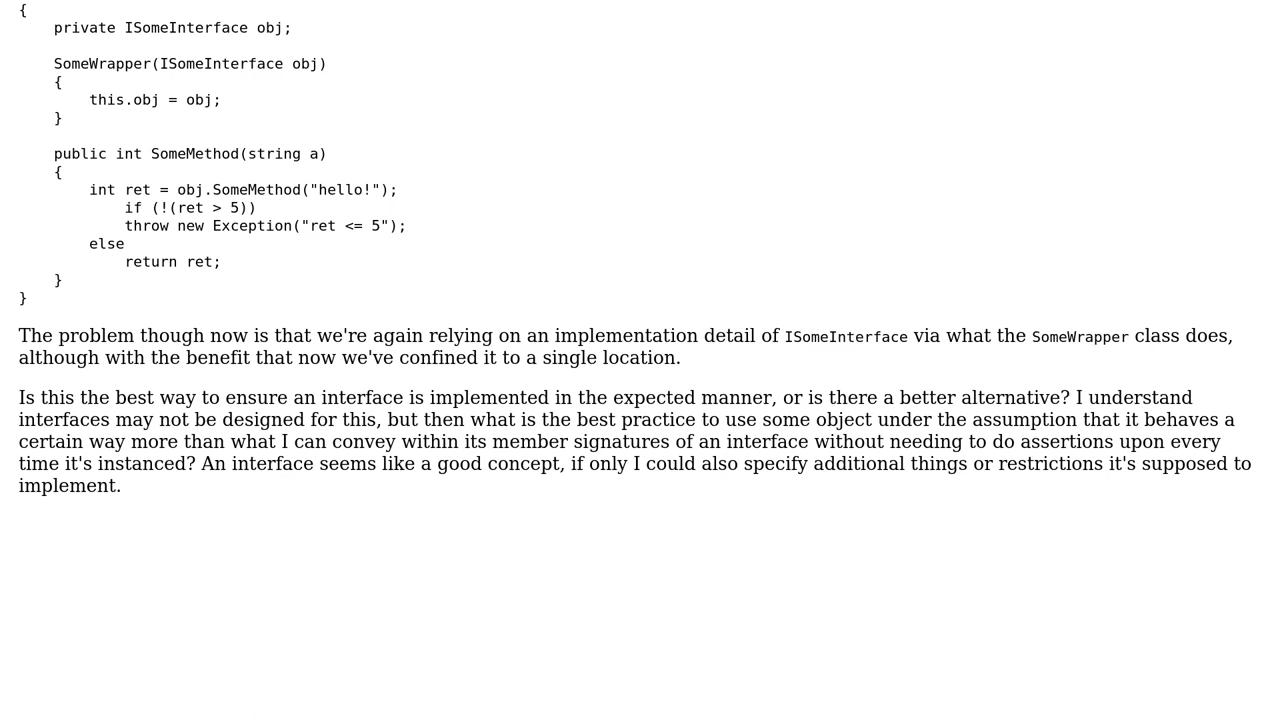 {
    private ISomeInterface obj;

    SomeWrapper(ISomeInterface obj)
    {
        this.obj = obj;
    }

    public int SomeMethod(string a)
    {
        int ret = obj.SomeMethod("hello!");
            if (!(ret > 5))
            throw new Exception("ret <= 5");
        else
            return ret;
    }
}
The problem though now is that we're again relying on an implementation detail of ISomeInterface via what the SomeWrapper class does,
although with the benefit that now we've confined it to a single location.
Is this the best way to ensure an interface is implemented in the expected manner, or is there a better alternative? I understand
interfaces may not be designed for this, but then what is the best practice to use some object under the assumption that it behaves a
certain way more than what I can convey within its member signatures of an interface without needing to do assertions upon every
time it's instanced? An interface seems like a good concept, if only I could also specify additional things or restrictions it's supposed to
implement.